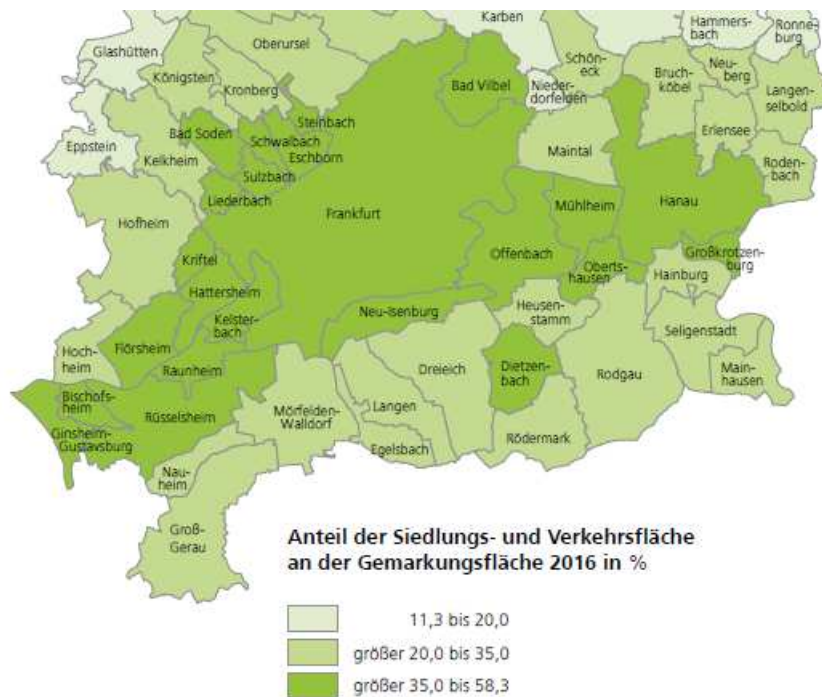 Karben
Hammers-
bach
Ronne-
burg
Glashütten
Oberursel
Königstein
Kronberg
Schön-
eck
Bruch-
köbel
Neu-
berg
Langen-
selbold
Bad Vilbel
Nieder-
dorfelden
Steinbach
Bad Soden
Schwalbach
Eschborn
Erlensee
Eppstein
Kelkheim
Sulzbach
Maintal
Roden-
bach
Liederbach
Hofheim
Frankfurt
Mühlheim
Hanau
Kriftel
Offenbach
Oberts-
hausen
Großkrotzen-
burg
Hainburg
Hattersheim
Kelster-
bach
Neu-Isenburg
Heusen-
stamm
Seligenstadt
Hoch-
heim
Flörsheim
Raunheim
Dreieich
Dietzen-
bach
Rodgau
Main-
hausen
Bischofs-
heim
Rüsselsheim
Mörfelden-
Walldorf
Langen
Ginsheim-
Gustavsburg
Egelsbach
Rödermark
Nau-
heim
Groß-
Gerau
Anteil der Siedlungs- und Verkehrsfläche
an der Gemarkungsfläche 2016 in %
11,3 bis 20,0
größer 20,0 bis 35,0
größer 35,0 bis 58,3